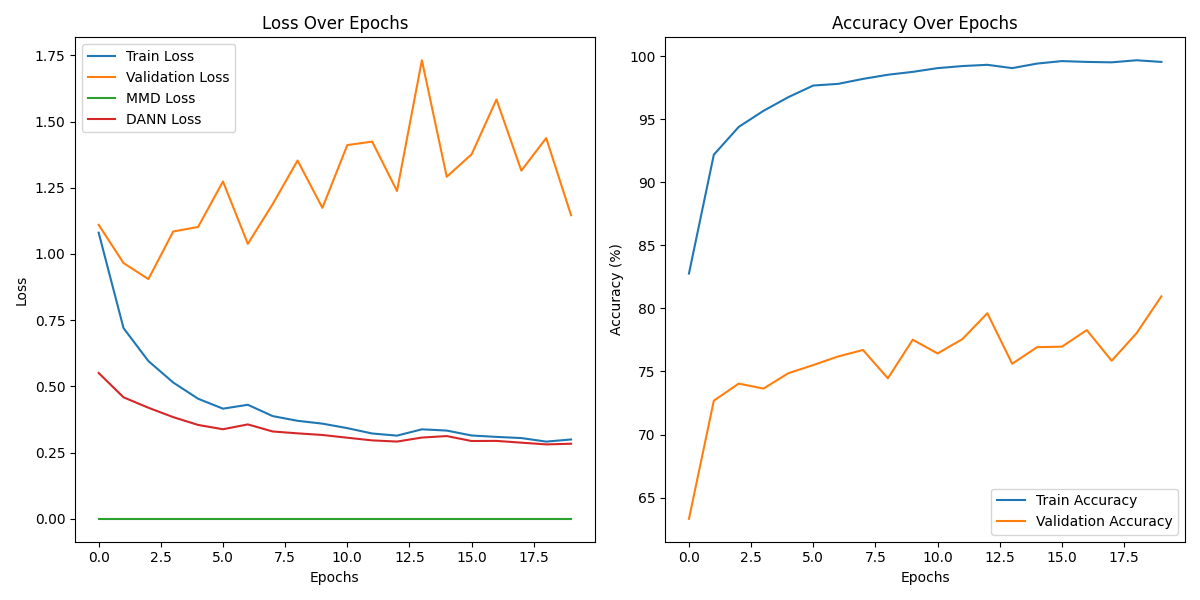 Loss Over Epochs
Loss
1.75
1.50
1.25
1.00
0.75
0.50
0.25
0.00
Train Loss
Validation Loss
MMD Loss
DANN Loss
0.0 2.5 5.0 7.5 10.0 12.5 15.0 17.5
Epochs
Accuracy Over Epochs
Accuracy (%)
100
95
90
85
80
75
70
65
Train Accuracy
Validation Accuracy
0.0 2.5 5.0 7.5 10.0 12.5 15.0 17.5
Epochs